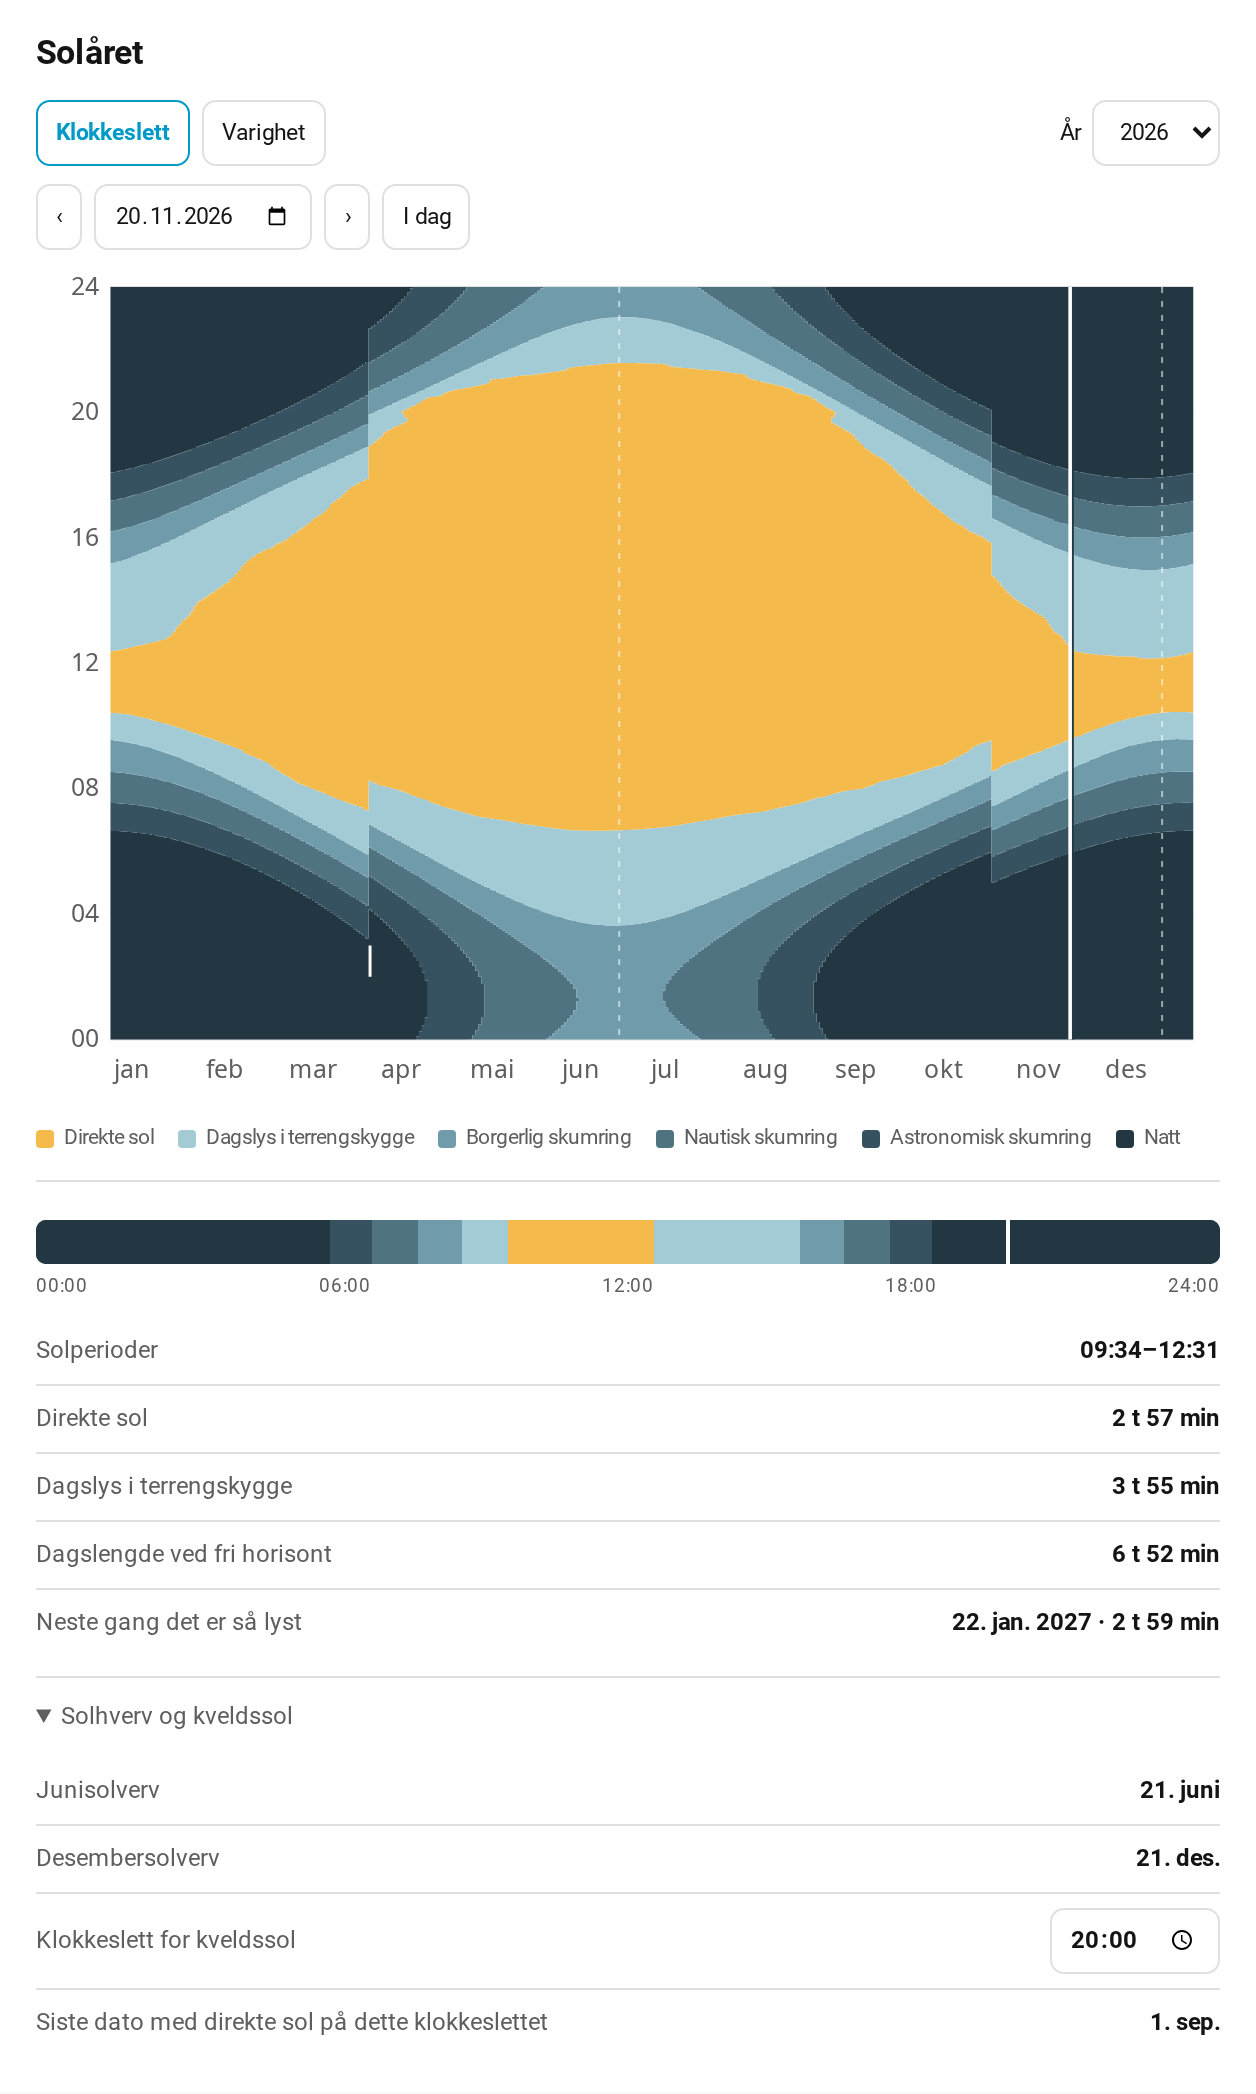 Solåret
Klokkeslett Varighet År 2026
‹ 20.11.2026 › I dag
24
20
16
12
08
04
00
jan feb mar apr mai jun jul aug sep okt nov des
Direkte sol Dagslys i terrengskygge Borgerlig skumring Nautisk skumring Astronomisk skumring Natt
00:00 06:00 12:00 18:00 24:00
Solperioder 09:34–12:31
Direkte sol 2 t 57 min
Dagslys i terrengskygge 3 t 55 min
Dagslengde ved fri horisont 6 t 52 min
Neste gang det er så lyst 22. jan. 2027 · 2 t 59 min
▼ Solhverv og kveldssol
Junisolverv 21. juni
Desembersolverv 21. des.
Klokkeslett for kveldssol 20:00
Siste dato med direkte sol på dette klokkeslettet 1. sep.